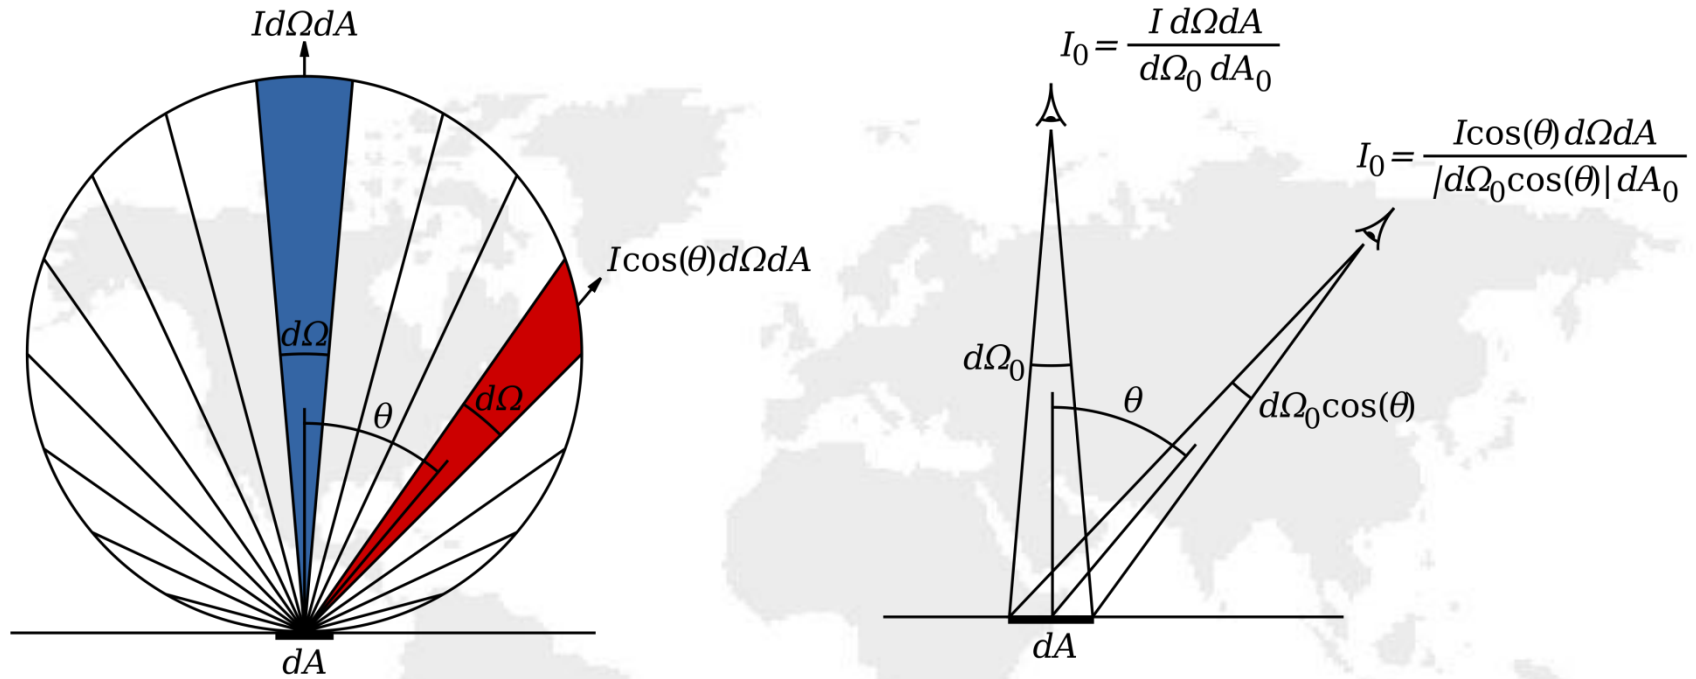 IdΩdA
dΩ
θ
dΩ
Icos(θ)dΩdA
dA
I₀ = I dΩdA / dΩ₀ dA₀
I₀ = Icos(θ) dΩdA / |dΩ₀cos(θ)| dA₀
dΩ₀
θ
dΩ₀cos(θ)
dA